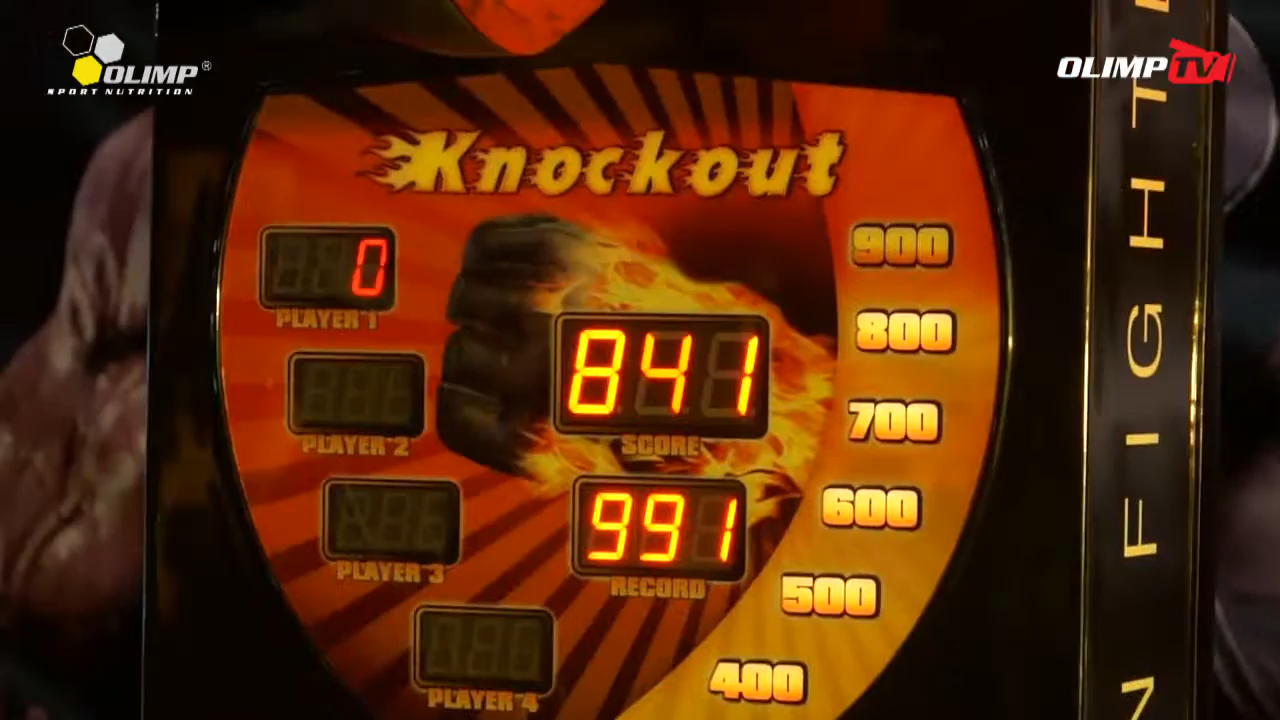 OLIMP®
SPORT NUTRITION
OLIMP TV
Knockout
0
PLAYER 1
PLAYER 2
PLAYER 3
PLAYER 4
841
SCORE
991
RECORD
900
800
700
600
500
400
N FIGHT